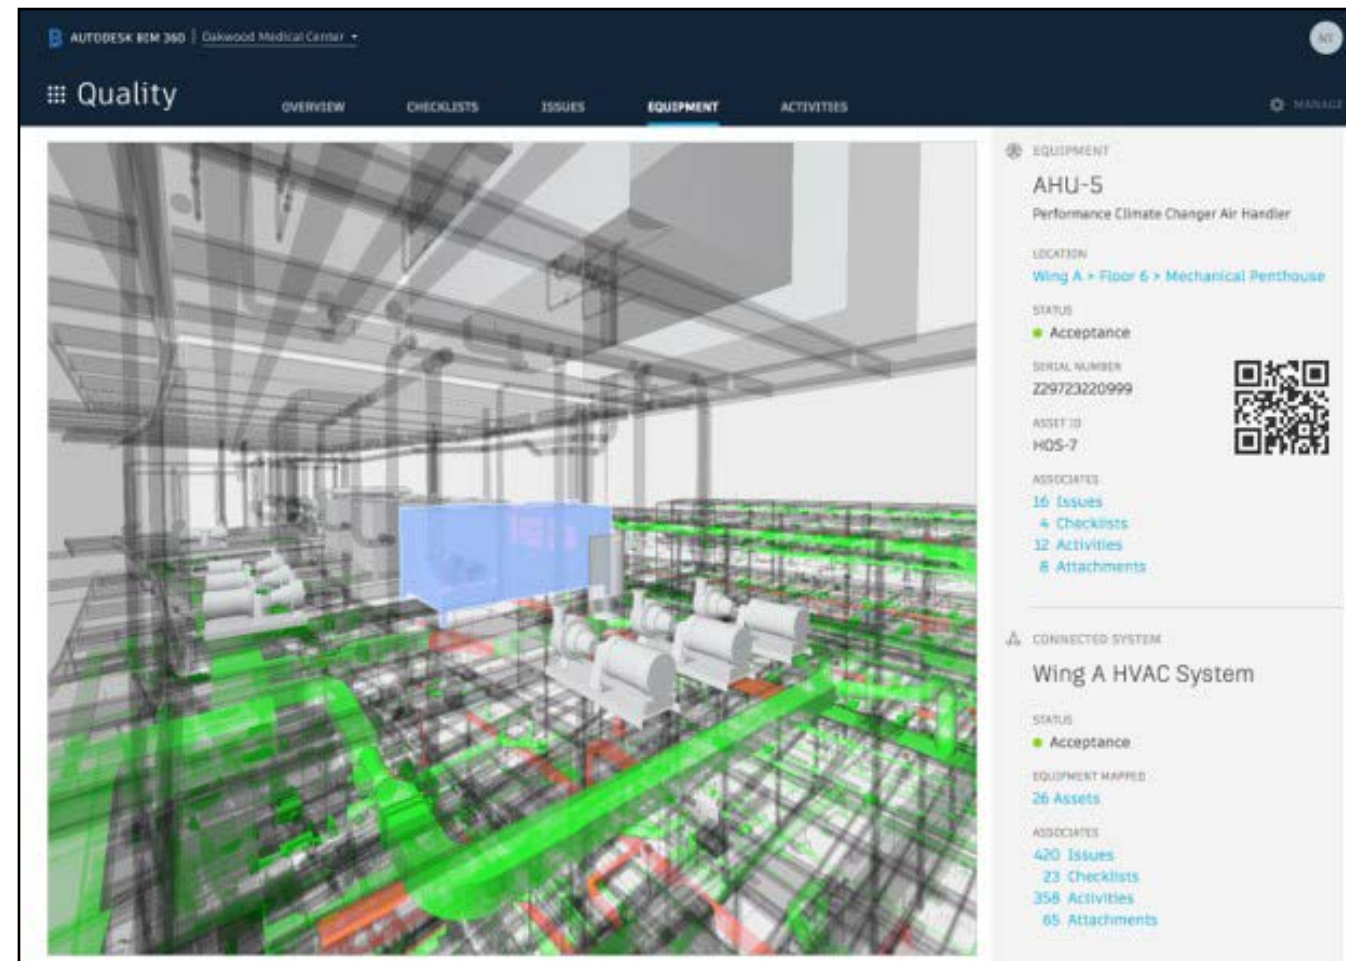 AUTODESK BIM 360 | Oakwood Medical Center
NT
Quality
OVERVIEW
CHECKLISTS
ISSUES
EQUIPMENT
ACTIVITIES
MANAGE
EQUIPMENT
AHU-5
Performance Climate Changer Air Handler
LOCATION
Wing A > Floor 6 > Mechanical Penthouse
STATUS
Acceptance
SERIAL NUMBER
Z29723220999
ASSET ID
HOS-7
ASSOCIATES
16 Issues
4 Checklists
12 Activities
8 Attachments
CONNECTED SYSTEM
Wing A HVAC System
STATUS
Acceptance
EQUIPMENT MAPPED
26 Assets
ASSOCIATES
420 Issues
23 Checklists
358 Activities
65 Attachments